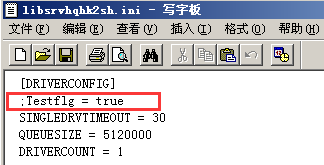 libsrvhqhk2sh.ini - 写字板
文件(F) 编辑(E) 查看(V) 插入(I) 格式(O) 帮助(H)
[DRIVERCONFIG]
;Testflg = true
SINGLEDRVTIMEOUT = 30
QUEUESIZE = 5120000
DRIVERCOUNT = 1